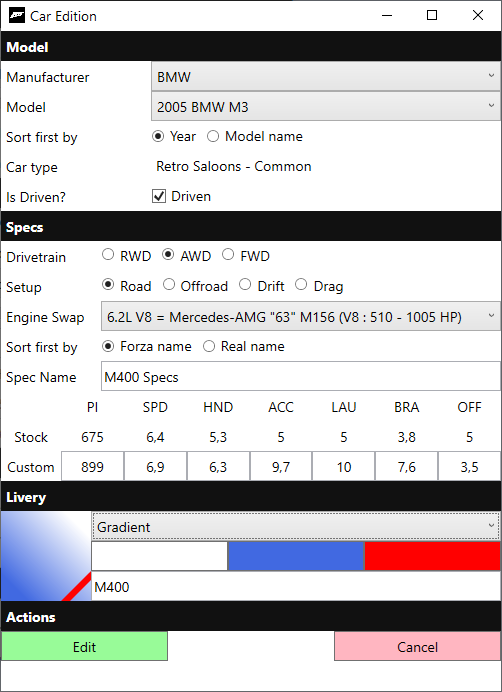 Car Edition
Model
Manufacturer BMW
Model 2005 BMW M3
Sort first by Year Model name
Car type Retro Saloons - Common
Is Driven? Driven
Specs
Drivetrain RWD AWD FWD
Setup Road Offroad Drift Drag
Engine Swap 6.2L V8 = Mercedes-AMG "63" M156 (V8 : 510 - 1005 HP)
Sort first by Forza name Real name
Spec Name M400 Specs
PI SPD HND ACC LAU BRA OFF
Stock 675 6,4 5,3 5 5 3,8 5
Custom 899 6,9 6,3 9,7 10 7,6 3,5
Livery
Gradient
M400
Actions
Edit Cancel